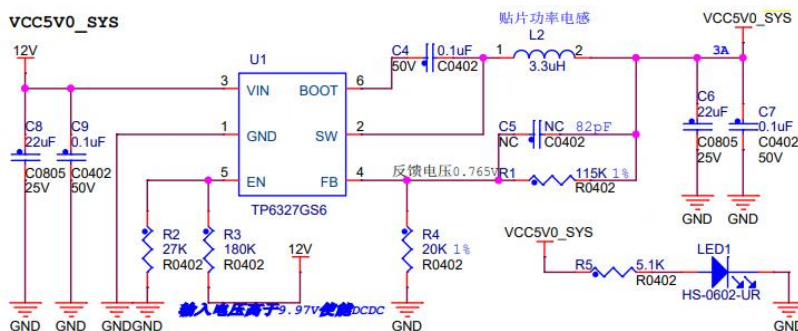 VCC5V0_SYS
贴片功率电感
VCC5V0_SYS
12V
U1
C4
0.1uF
50V
C0402
1
L2
2
3.3uH
3A
3
VIN
BOOT
6
1
GND
SW
2
5
EN
FB
4
TP6327GS6
C8
22uF
C0805
25V
C9
0.1uF
C0402
50V
C5
NC
82pF
NC
C0402
C6
22uF
C0805
25V
C7
0.1uF
C0402
50V
反馈电压0.765V
R1
115K
1%
R0402
R2
27K
R0402
R3
180K
R0402
12V
R4
20K
1%
R0402
VCC5V0_SYS
R5
5.1K
R0402
LED1
HS-0602-UR
输入电压高于9.97V使能DCDC
GND
GND
GND
GND
GND
GND
GND
GND